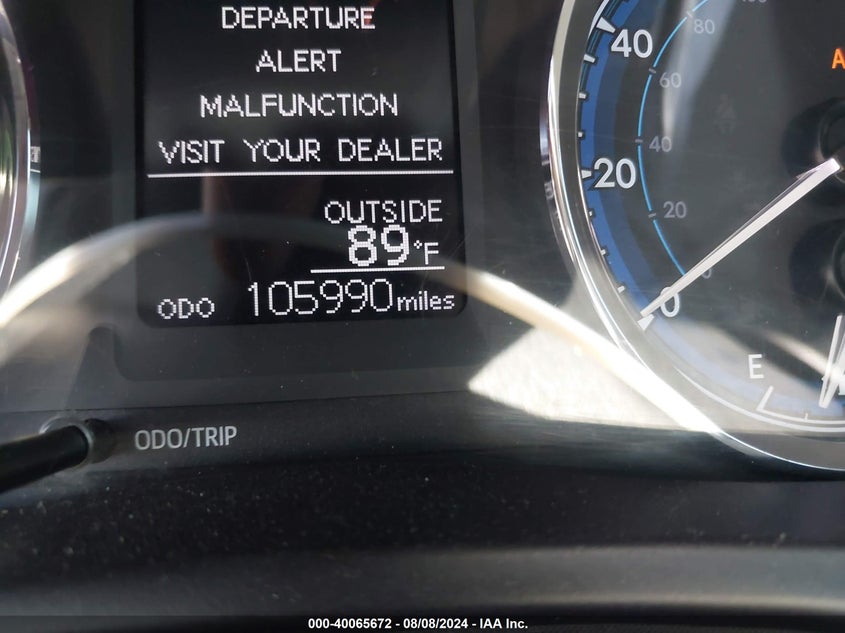 DEPARTURE
ALERT
MALFUNCTION
VISIT YOUR DEALER
OUTSIDE
89°F
ODO 105990 miles
ODO/TRIP
40
20
0
80
60
40
20
E
000-40065672 - 08/08/2024 - IAA Inc.